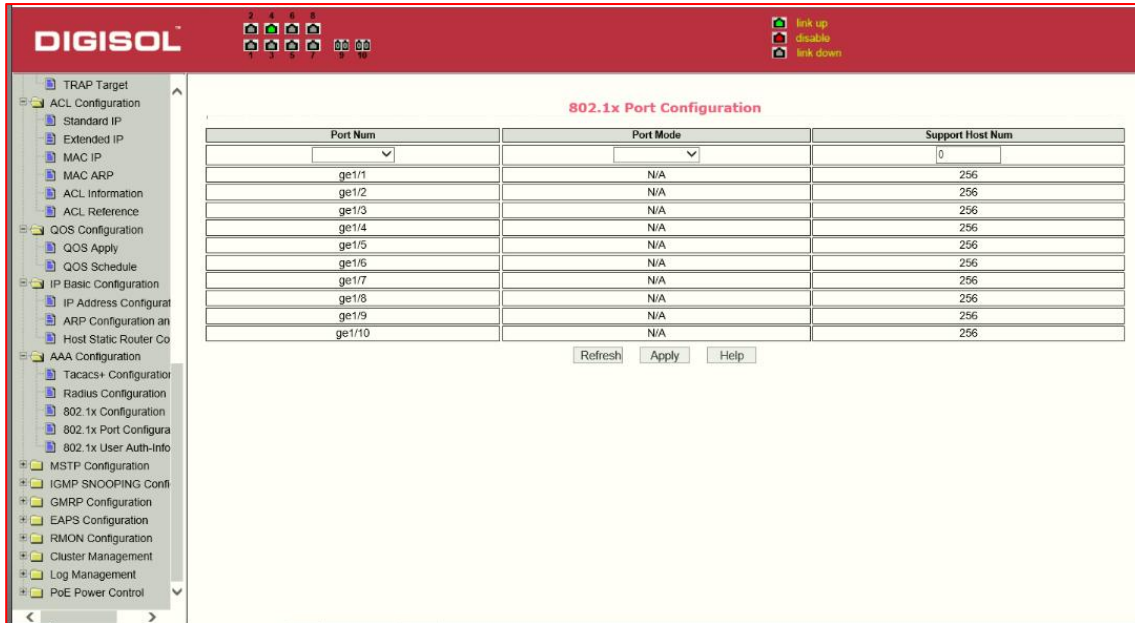 2 4 6 8
1 3 5 7 9 10
DIGISOL™
link up
disable
link down
TRAP Target
ACL Configuration
Standard IP
Extended IP
MAC IP
MAC ARP
ACL Information
ACL Reference
QOS Configuration
QOS Apply
QOS Schedule
IP Basic Configuration
IP Address Configurat
ARP Configuration an
Host Static Router Co
AAA Configuration
Tacacs+ Configuration
Radius Configuration
802.1x Configuration
802.1x Port Configura
802.1x User Auth-Info
MSTP Configuration
IGMP SNOOPING Confi
GMRP Configuration
EAPS Configuration
RMON Configuration
Cluster Management
Log Management
PoE Power Control
802.1x Port Configuration
Port Num Port Mode Support Host Num
0
ge1/1 N/A 256
ge1/2 N/A 256
ge1/3 N/A 256
ge1/4 N/A 256
ge1/5 N/A 256
ge1/6 N/A 256
ge1/7 N/A 256
ge1/8 N/A 256
ge1/9 N/A 256
ge1/10 N/A 256
Refresh Apply Help